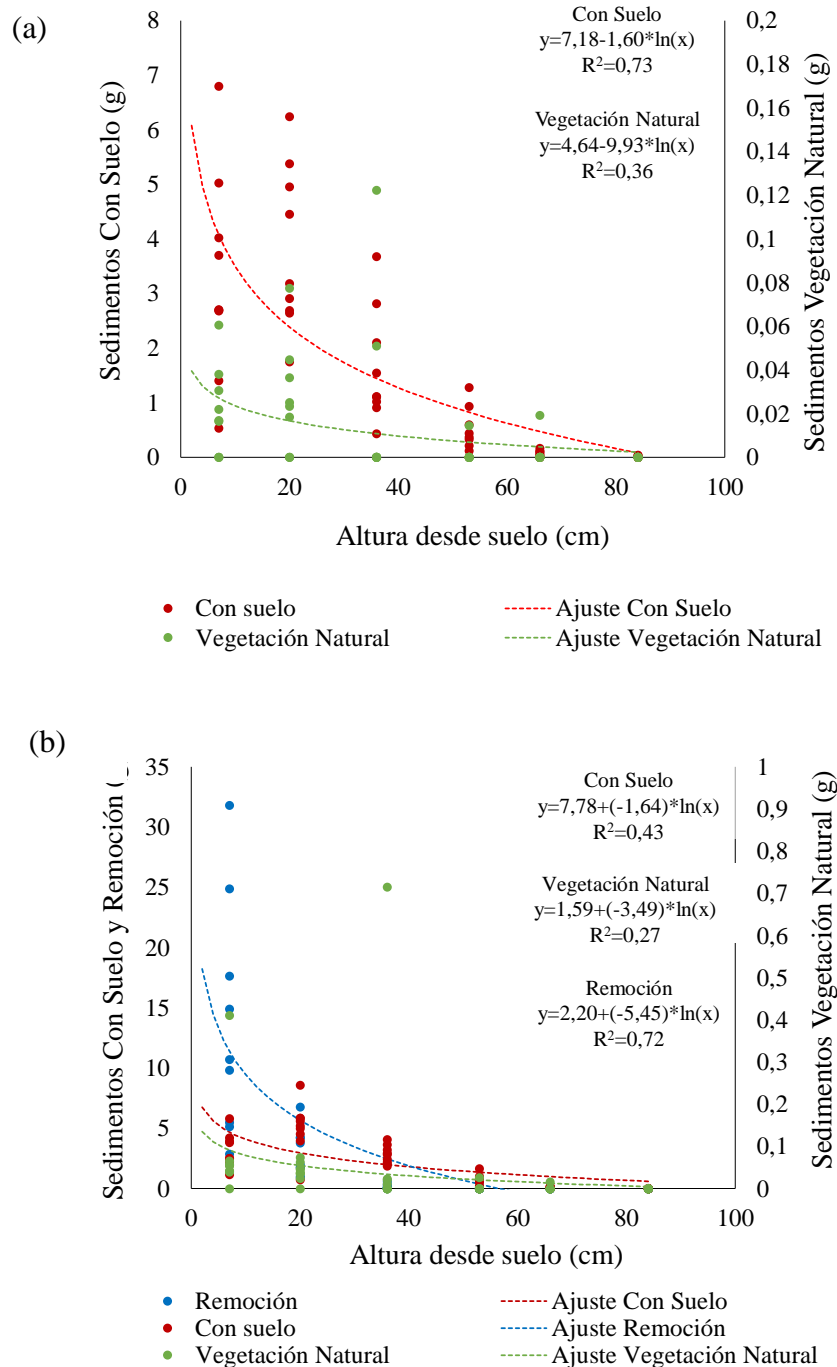 (a)
Con Suelo
y=7,18-1,60*ln(x)
R²=0,73
Vegetación Natural
y=4,64-9,93*ln(x)
R²=0,36
Sedimentos Con Suelo (g)
8
7
6
5
4
3
2
1
0
0,2
0,18
0,16
0,14
0,12
0,1
0,08
0,06
0,04
0,02
0
Sedimentos Vegetación Natural (g)
0 20 40 60 80 100
Altura desde suelo (cm)
Con suelo
Ajuste Con Suelo
Vegetación Natural
Ajuste Vegetación Natural
(b)
Con Suelo
y=7,78+(-1,64)*ln(x)
R²=0,43
Vegetación Natural
y=1,59+(-3,49)*ln(x)
R²=0,27
Remoción
y=2,20+(-5,45)*ln(x)
R²=0,72
Sedimentos Con Suelo y Remoción (
35
30
25
20
15
10
5
0
1
0,9
0,8
0,7
0,6
0,5
0,4
0,3
0,2
0,1
0
Sedimentos Vegetación Natural (g)
0 20 40 60 80 100
Altura desde suelo (cm)
Remoción
Ajuste Con Suelo
Con suelo
Ajuste Remoción
Vegetación Natural
Ajuste Vegetación Natural